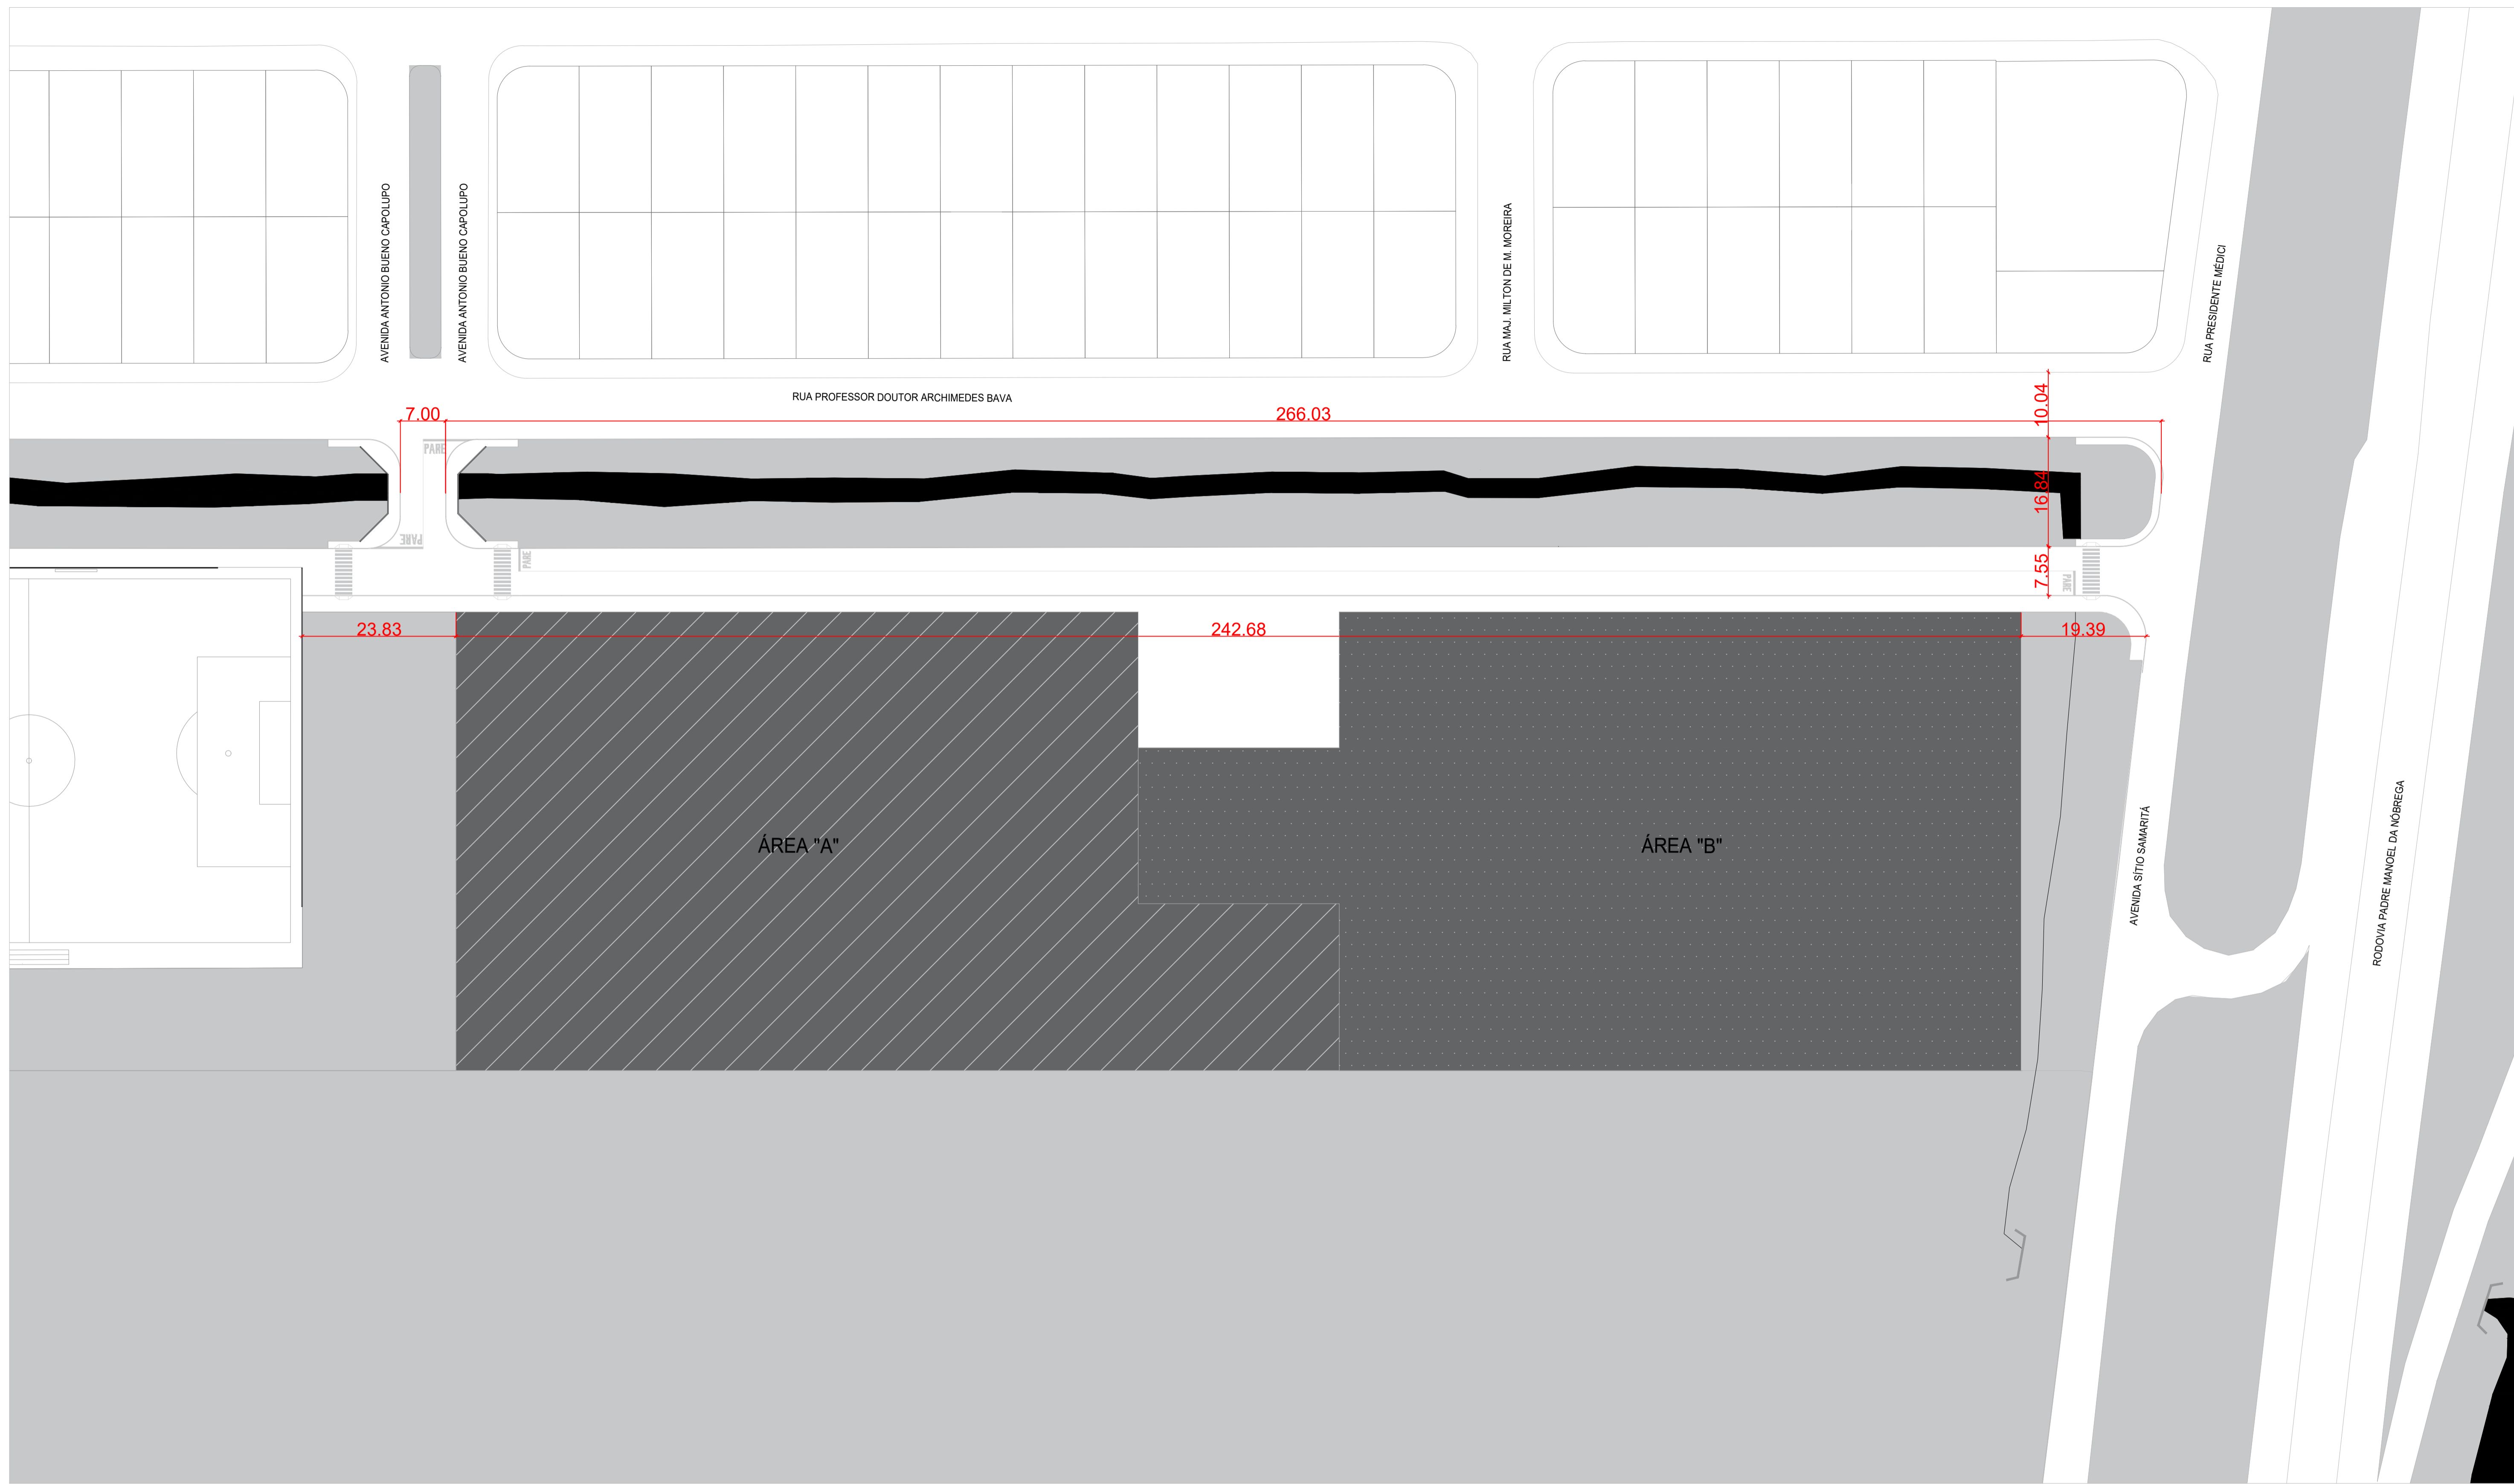 AVENIDA ANTONIO BUENO CAPOLUPO
AVENIDA ANTONIO BUENO CAPOLUPO
RUA MAJ. MILTON DE M. MOREIRA
RUA PRESIDENTE MÉDICI
RUA PROFESSOR DOUTOR ARCHIMEDES BAVA
7.00
266.03
10.04
PARE
16.84
PARE
PARE
7.55
PARE
23.83
242.68
19.39
ÁREA "A"
ÁREA "B"
AVENIDA SÍTIO SAMARITÁ
RODOVIA PADRE MANOEL DA NÓBREGA